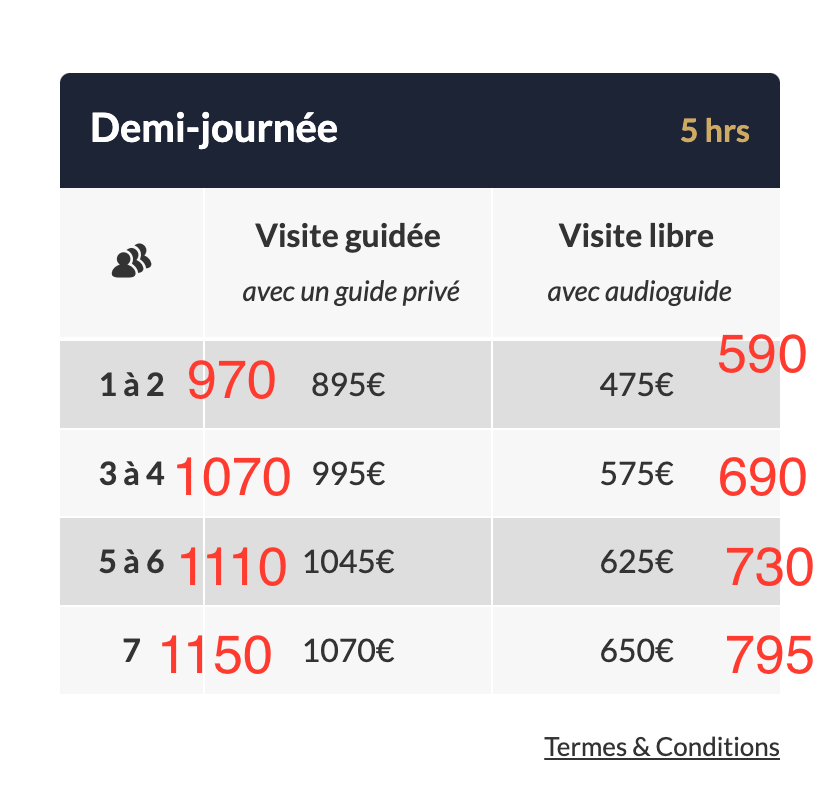 Demi-journée 5 hrs
Visite guidée Visite libre
avec un guide privé avec audioguide
1 à 2 970 895€ 475€ 590
3 à 4 1070 995€ 575€ 690
5 à 6 1110 1045€ 625€ 730
7 1150 1070€ 650€ 795
Termes & Conditions